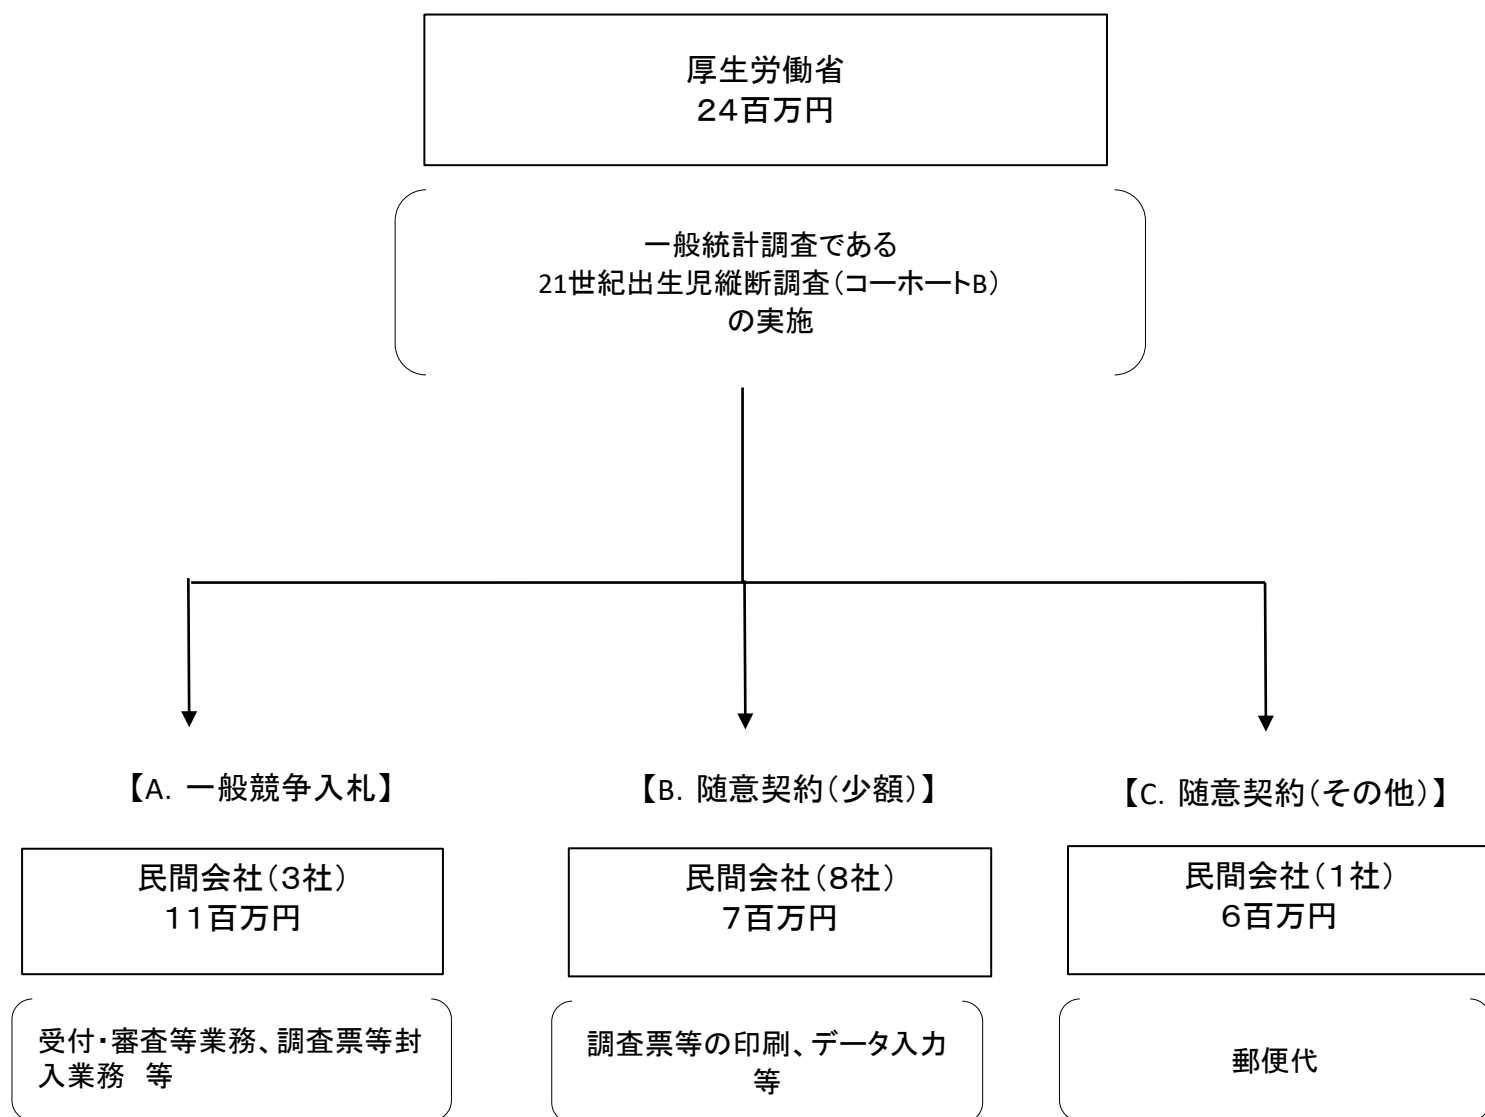 厚生労働省
24百万円
一般統計調査である
21世紀出生児縦断調査（コーホートB）
の実施
【A. 一般競争入札】
【B. 随意契約（少額）】
【C. 随意契約（その他）】
民間会社（3社）
11百万円
民間会社（8社）
7百万円
民間会社（1社）
6百万円
受付・審査等業務、調査票等封
入業務　等
調査票等の印刷、データ入力
等
郵便代